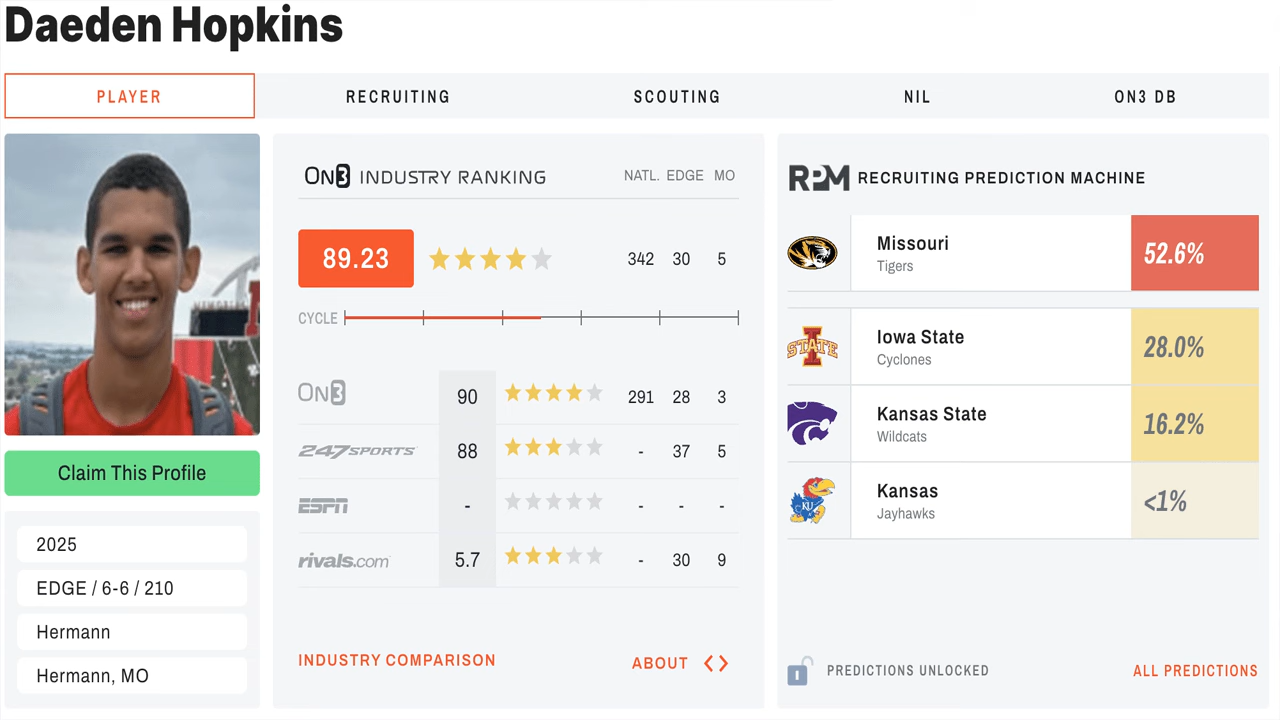 Daeden Hopkins
PLAYER RECRUITING SCOUTING NIL ON3 DB
MEMORIAL
Claim This Profile
2025
EDGE / 6-6 / 210
Hermann
Hermann, MO
ON3 INDUSTRY RANKING NATL. EDGE MO
89.23 342 30 5
CYCLE
ON3 90 291 28 3
247SPORTS 88 - 37 5
ESPN - - - -
rivals.com 5.7 - 30 9
INDUSTRY COMPARISON ABOUT
RPM RECRUITING PREDICTION MACHINE
Missouri
Tigers
52.6%
STATE
Iowa State
Cyclones
28.0%
Kansas State
Wildcats
16.2%
KU
Kansas
Jayhawks
<1%
PREDICTIONS UNLOCKED ALL PREDICTIONS